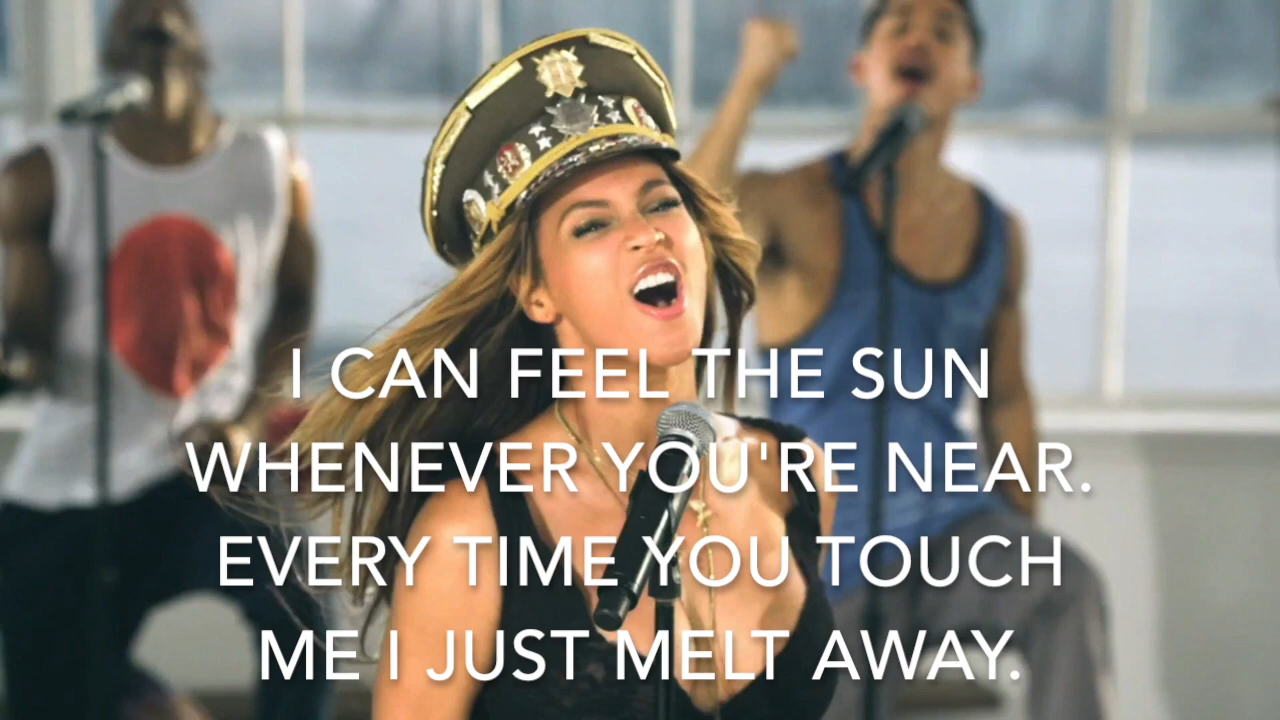 I CAN FEEL THE SUN
WHENEVER YOU'RE NEAR.
EVERY TIME YOU TOUCH
ME I JUST MELT AWAY.